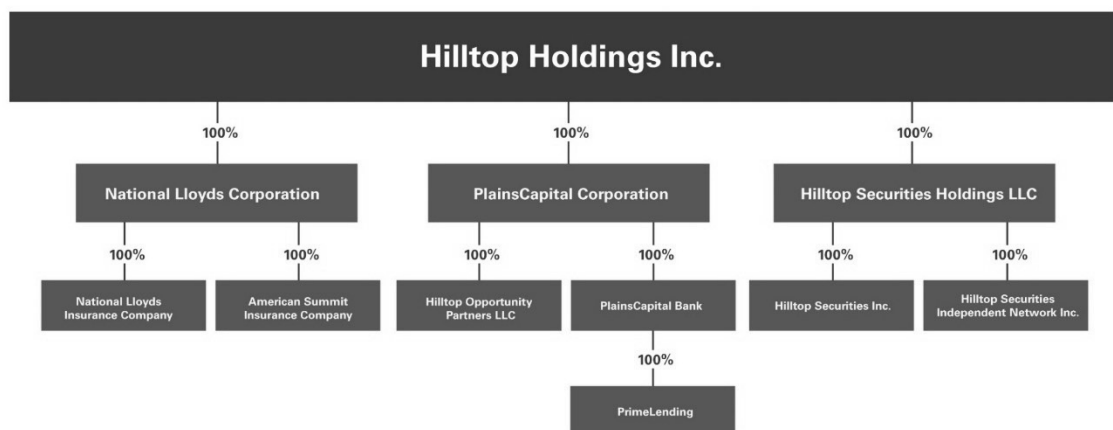 Hilltop Holdings Inc.
100%
100%
100%
National Lloyds Corporation
PlainsCapital Corporation
Hilltop Securities Holdings LLC
100%
100%
100%
100%
100%
100%
National Lloyds
Insurance Company
American Summit
Insurance Company
Hilltop Opportunity
Partners LLC
PlainsCapital Bank
Hilltop Securities Inc.
Hilltop Securities
Independent Network Inc.
100%
PrimeLending